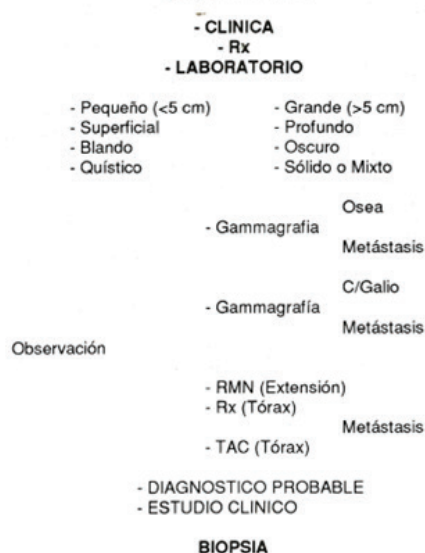 - CLINICA
- Rx
- LABORATORIO
- Pequeño (<5 cm)
- Superficial
- Blando
- Quístico
- Grande (>5 cm)
- Profundo
- Oscuro
- Sólido o Mixto
Osea
- Gammagrafia
Metástasis
C/Galio
- Gammagrafía
Metástasis
Observación
- RMN (Extensión)
- Rx (Tórax)
Metástasis
- TAC (Tórax)
- DIAGNOSTICO PROBABLE
- ESTUDIO CLINICO
BIOPSIA